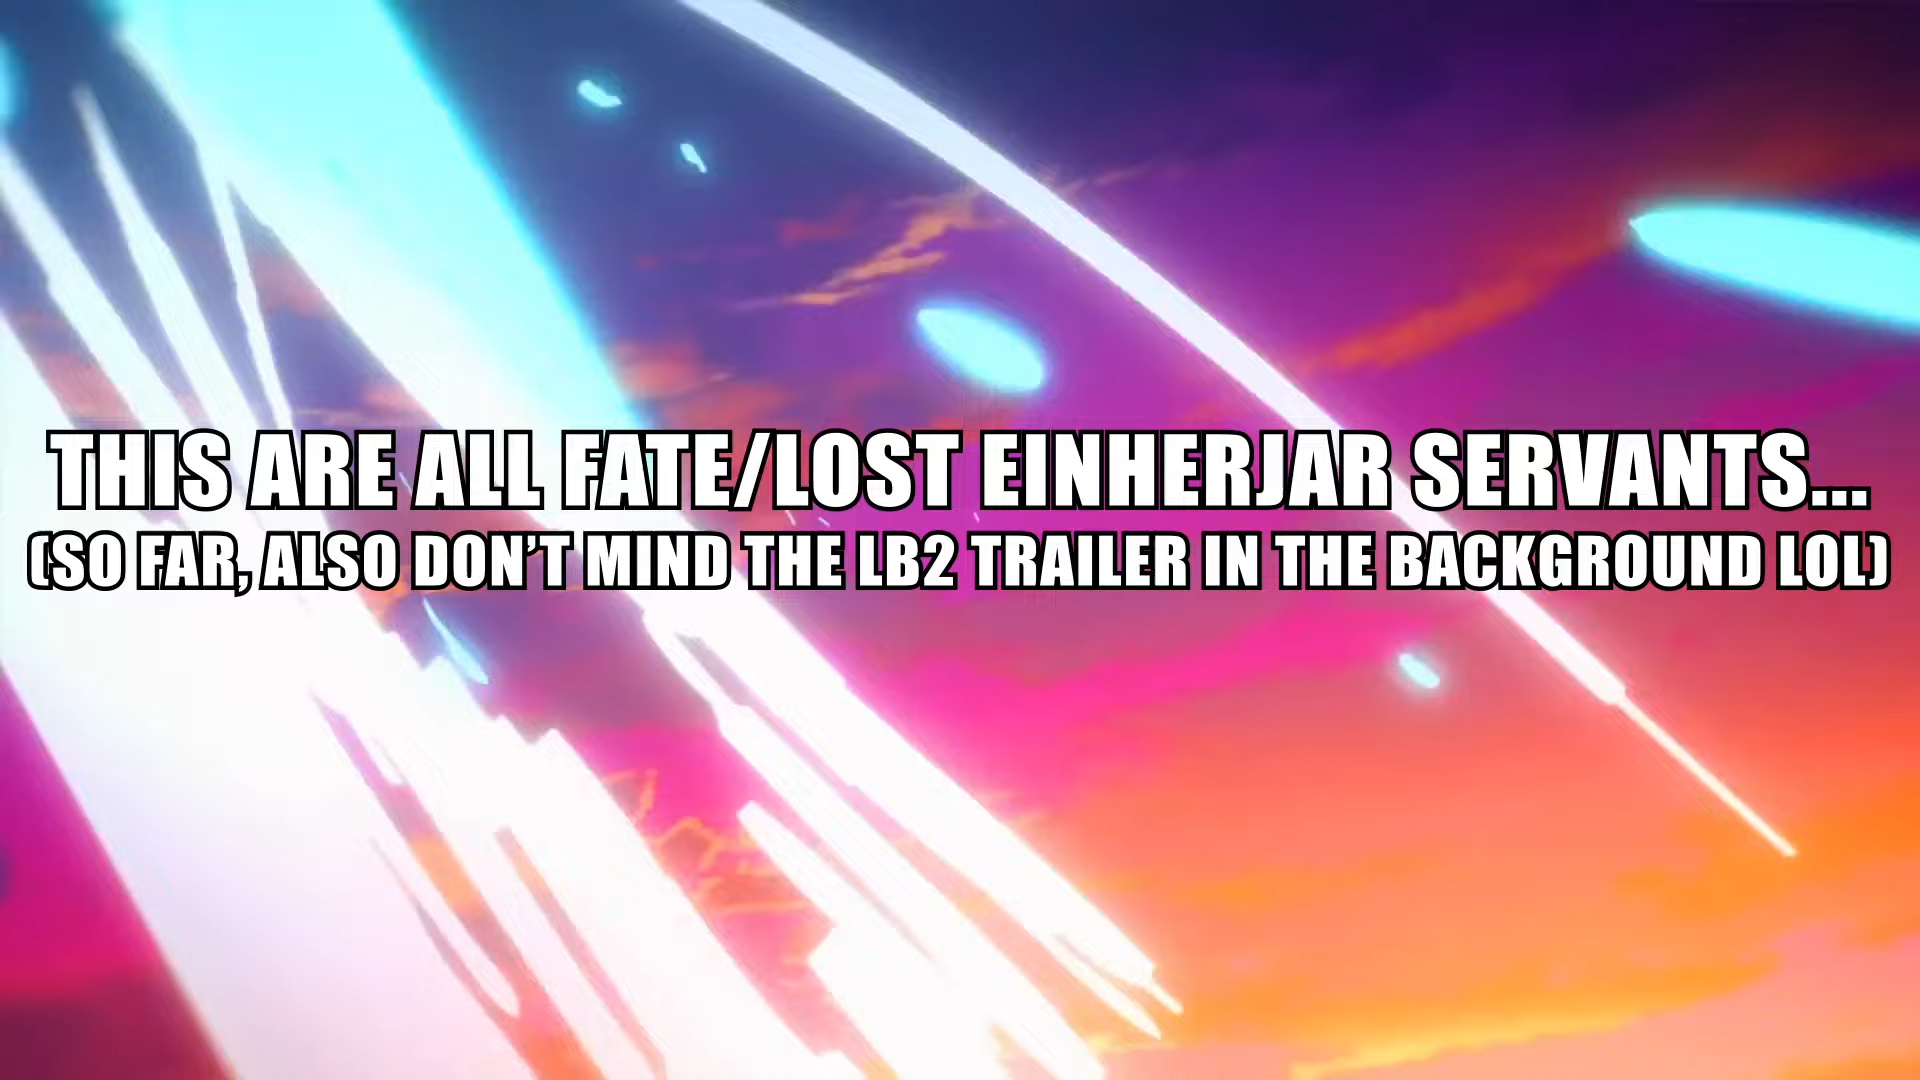 THIS ARE ALL FATE/LOST EINHERJAR SERVANTS...
(SO FAR, ALSO DON’T MIND THE LB2 TRAILER IN THE BACKGROUND LOL)